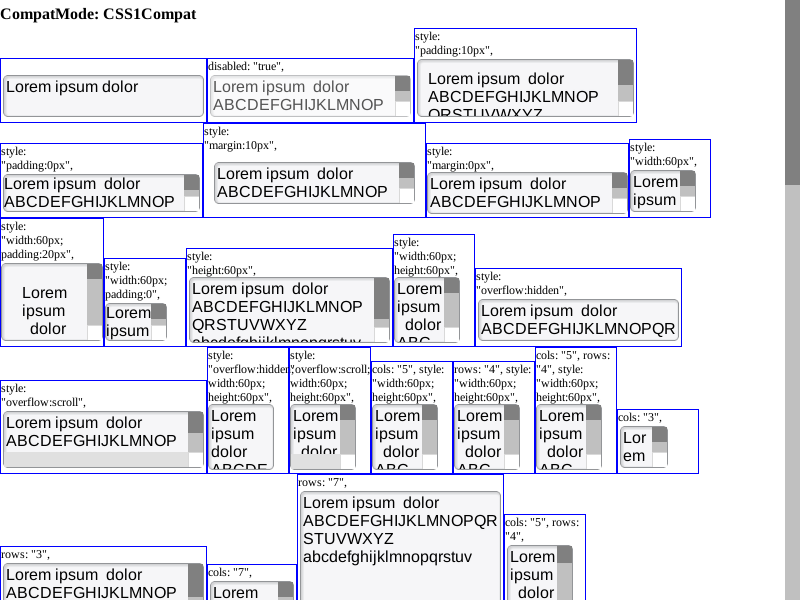 CompatMode: CSS1Compat
Lorem ipsum dolor
disabled: "true",
Lorem ipsum  dolor
ABCDEFGHIJKLMNOP
style:
"padding:10px",
Lorem ipsum  dolor
ABCDEFGHIJKLMNOP
QRSTUVWXYZ
style:
"padding:0px",
Lorem ipsum  dolor
ABCDEFGHIJKLMNOP
style:
"margin:10px",
Lorem ipsum  dolor
ABCDEFGHIJKLMNOP
style:
"margin:0px",
Lorem ipsum  dolor
ABCDEFGHIJKLMNOP
style:
"width:60px",
Lorem
ipsum
style:
"width:60px;
padding:20px",
Lorem
ipsum
dolor
style:
"width:60px;
padding:0",
Lorem
ipsum
style:
"height:60px",
Lorem ipsum  dolor
ABCDEFGHIJKLMNOP
QRSTUVWXYZ
abcdefghijklmnopqrstuv
style:
"width:60px;
height:60px",
Lorem
ipsum
dolor
ABC
style:
"overflow:hidden",
Lorem ipsum  dolor
ABCDEFGHIJKLMNOPQR
style:
"overflow:scroll",
Lorem ipsum  dolor
ABCDEFGHIJKLMNOP
style:
"overflow:hidden;
width:60px;
height:60px",
Lorem
ipsum
dolor
ABCDE
style:
"overflow:scroll;
width:60px;
height:60px",
Lorem
ipsum
dolor
cols: "5", style:
"width:60px;
height:60px",
Lorem
ipsum
dolor
ABC
rows: "4", style:
"width:60px;
height:60px",
Lorem
ipsum
dolor
ABC
cols: "5", rows:
"4", style:
"width:60px;
height:60px",
Lorem
ipsum
dolor
ABC
cols: "3",
Lor
em
rows: "3",
Lorem ipsum  dolor
ABCDEFGHIJKLMNOP
cols: "7",
Lorem
rows: "7",
Lorem ipsum  dolor
ABCDEFGHIJKLMNOPQR
STUVWXYZ
abcdefghijklmnopqrstuv
cols: "5", rows:
"4",
Lorem
ipsum
dolor